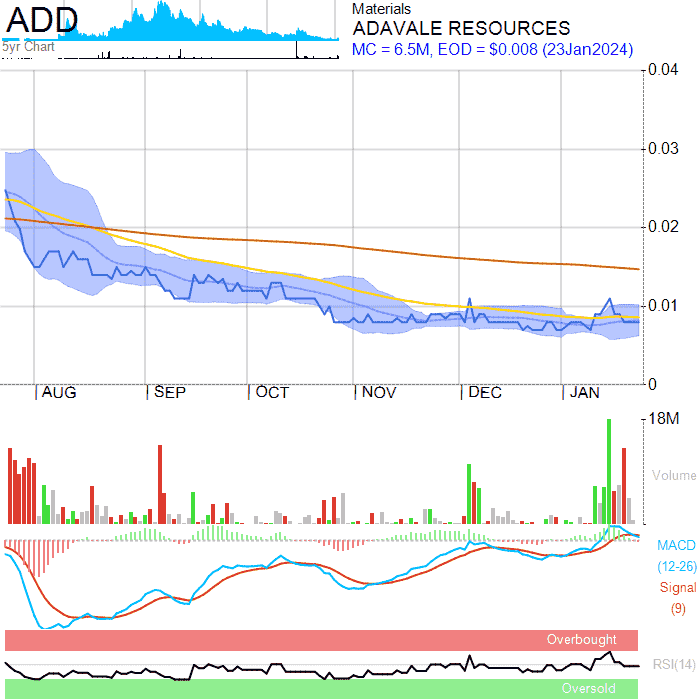 ADD
5yr Chart
Materials
ADAVALE RESOURCES
MC = 6.5M, EOD = $0.008 (23Jan2024)
0.04
0.03
0.02
0.01
0
AUG
SEP
OCT
NOV
DEC
JAN
18M
Volume
MACD
(12-26)
Signal
(9)
Overbought
RSI(14)
Oversold